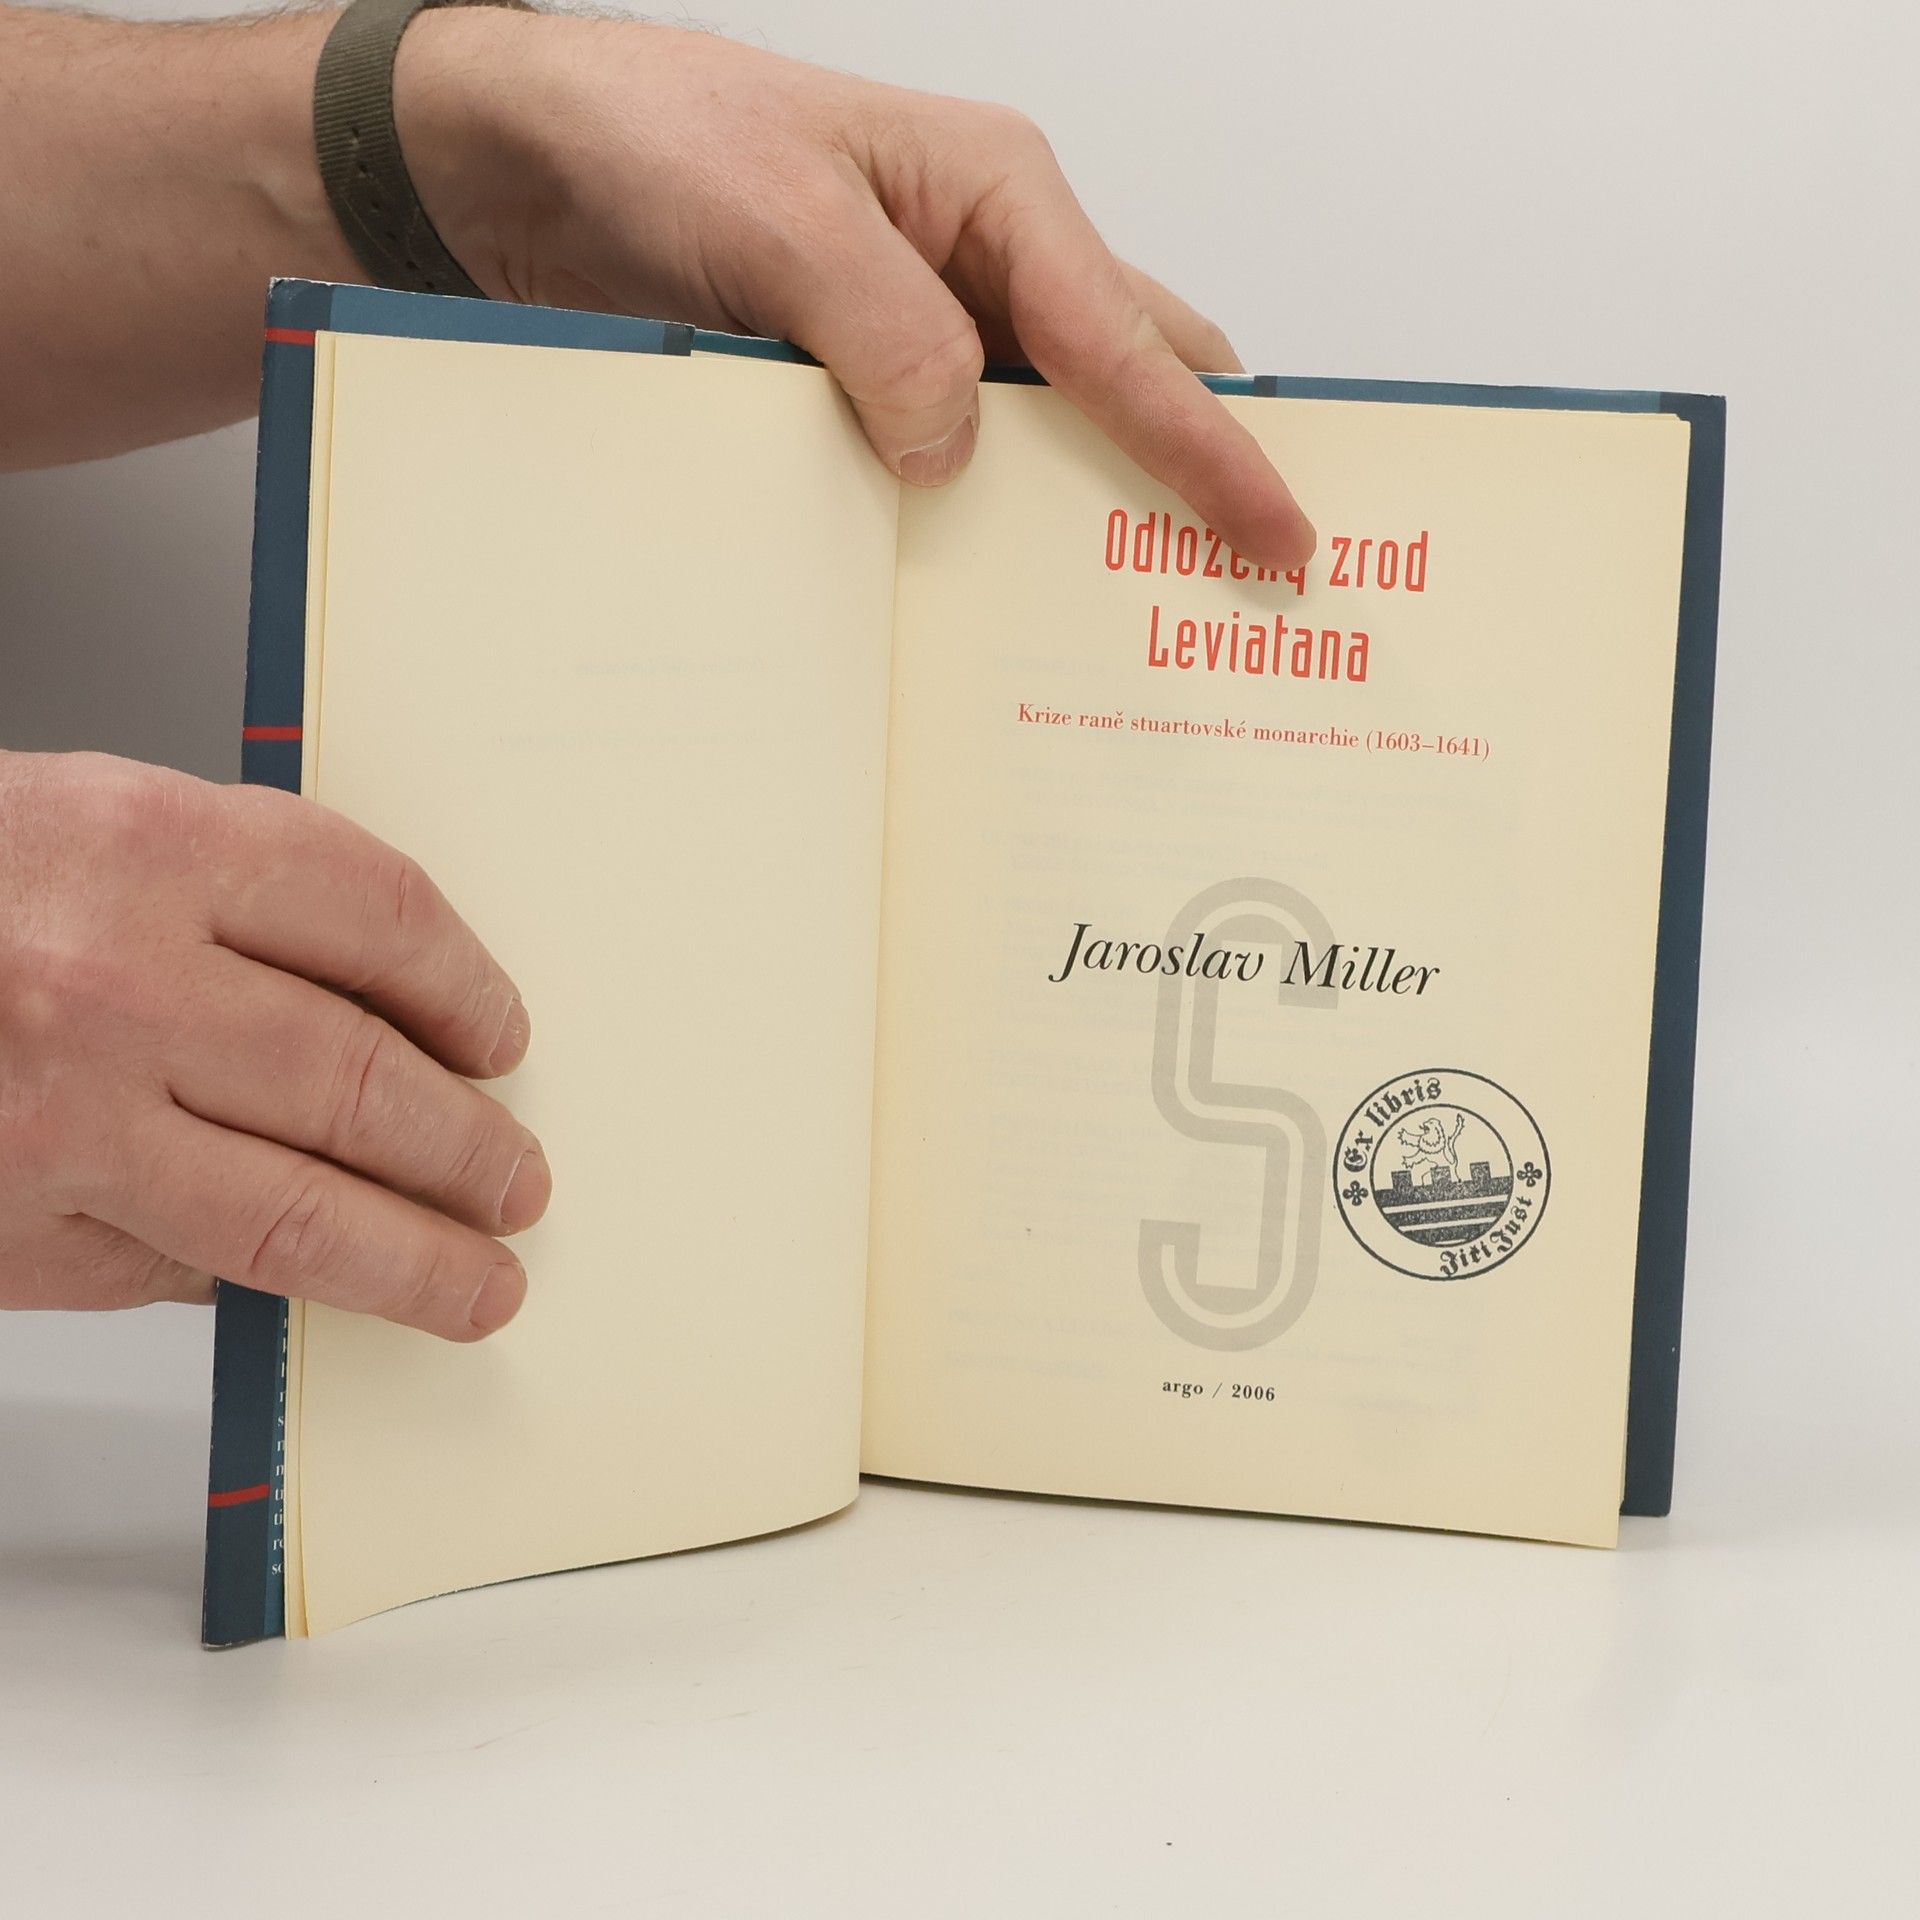 Odložený zrod
Leviatana
Krize raně stuartovské monarchie (1603–1641)
Jaroslav Miller
S
Ex libris
Jiří Just
argo / 2006